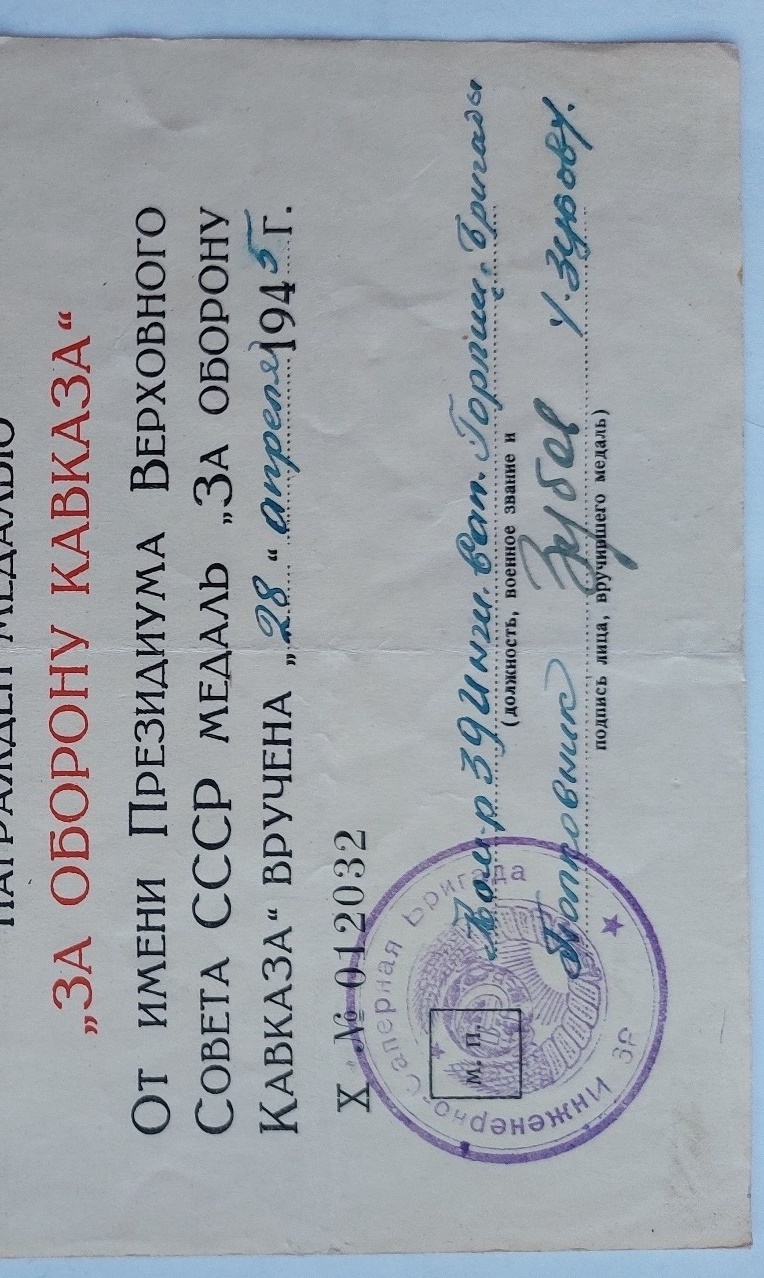 НАГРАЖДЕН МЕДАЛЬЮ
„ЗА ОБОРОНУ КАВКАЗА“
ОТ ИМЕНИ ПРЕЗИДИУМА ВЕРХОВНОГО
СОВЕТА СССР МЕДАЛЬ „ЗА ОБОРОНУ
КАВКАЗА“ ВРУЧЕНА „28“ апреля 1945 г.
Х № 012032
Ком-р 39 Инж. Сап. Бригады
(должность, военное звание и
Полковник Зубов /. Зубов /.
подпись лица, вручившего медаль)
М. П.
Инженерно-Саперная Бригада
39